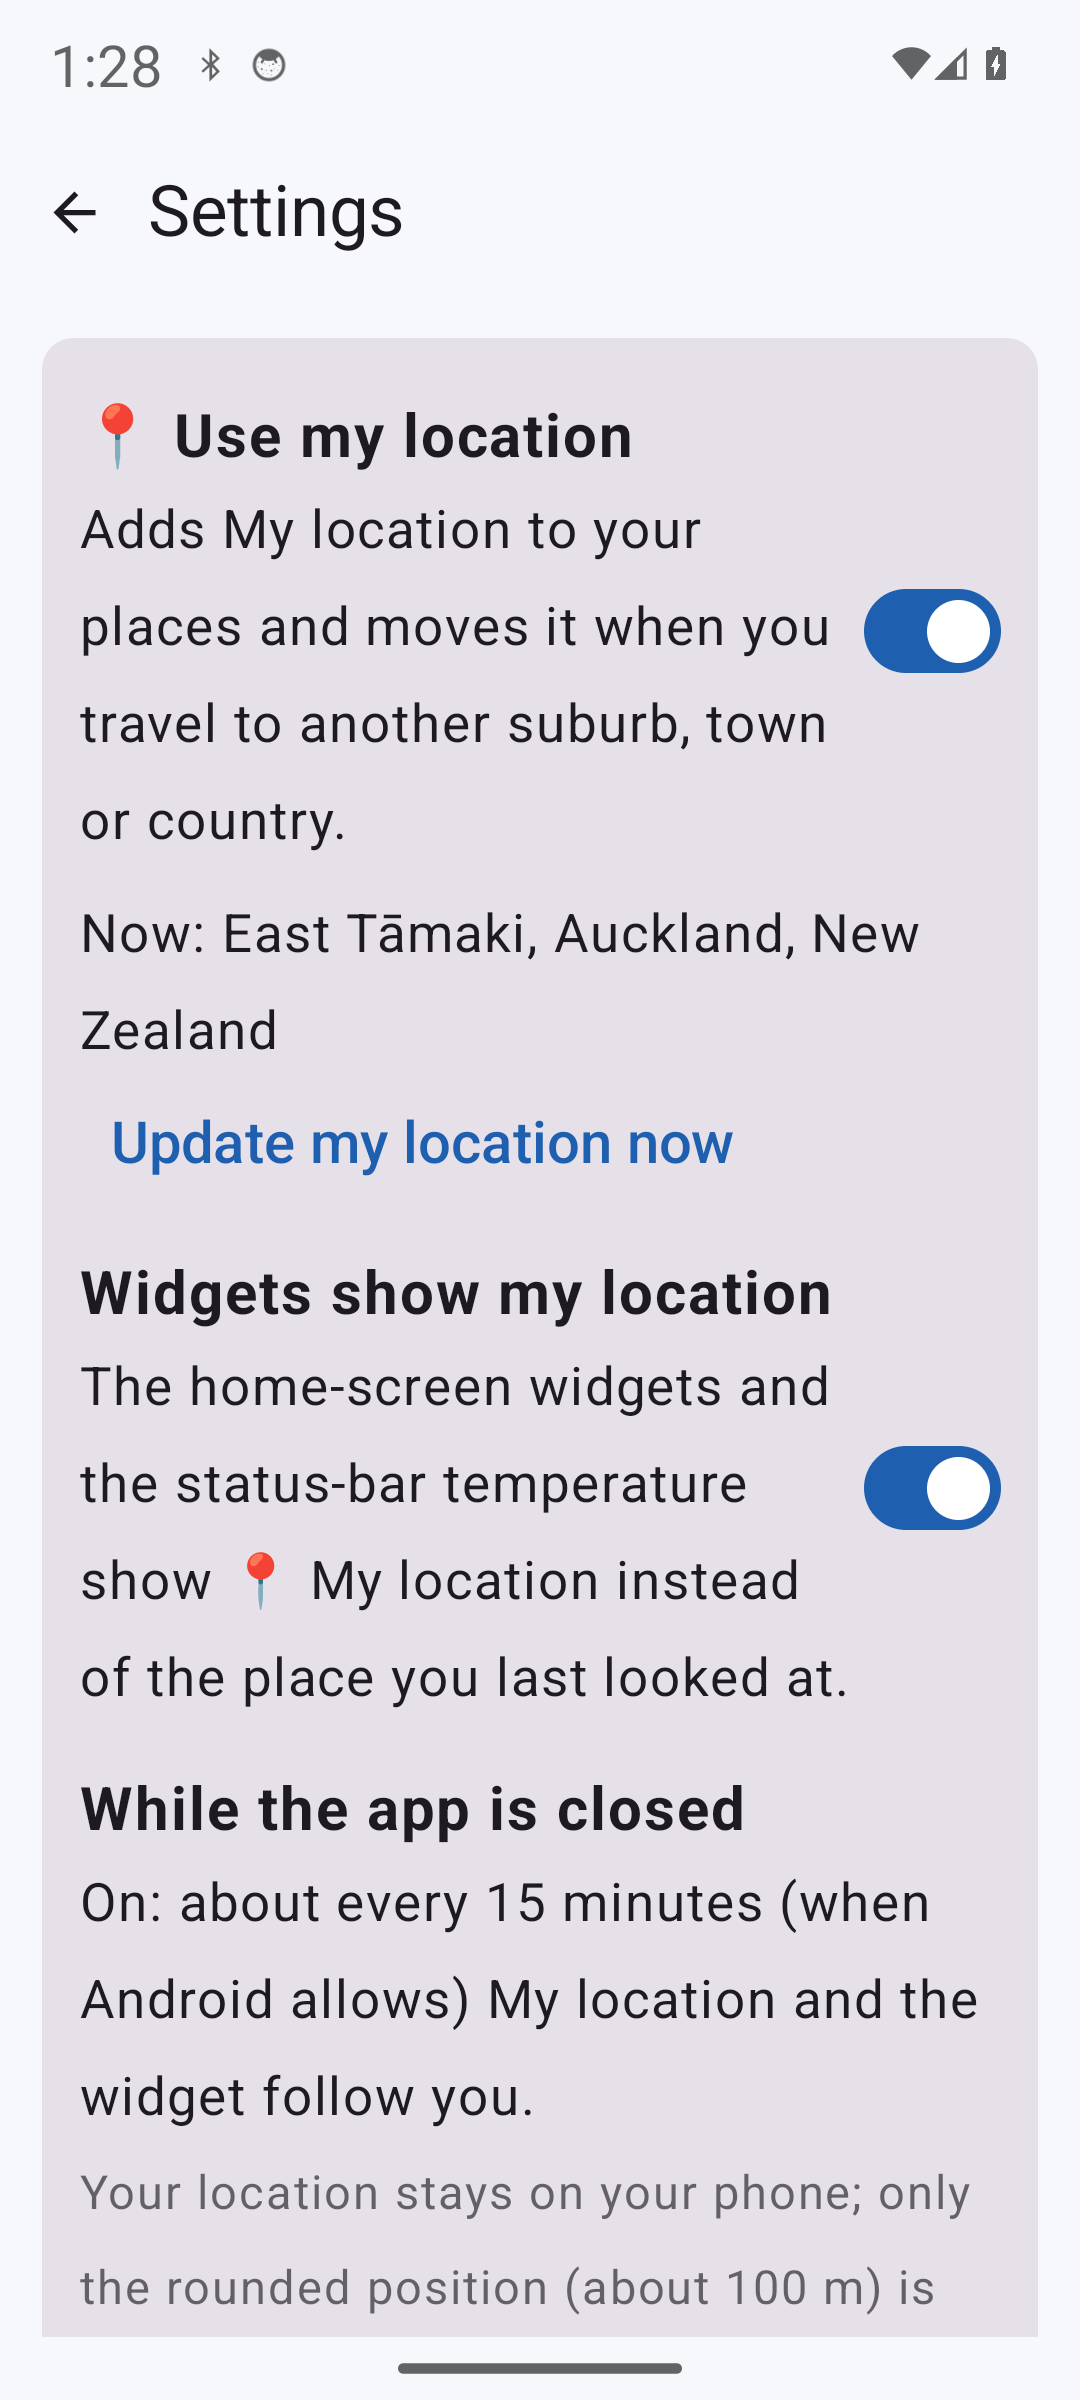 1:28
Settings
📍 Use my location
Adds My location to your
places and moves it when you
travel to another suburb, town
or country.
Now: East Tāmaki, Auckland, New
Zealand
Update my location now
Widgets show my location
The home-screen widgets and
the status-bar temperature
show 📍 My location instead
of the place you last looked at.
While the app is closed
On: about every 15 minutes (when
Android allows) My location and the
widget follow you.
Your location stays on your phone; only
the rounded position (about 100 m) is